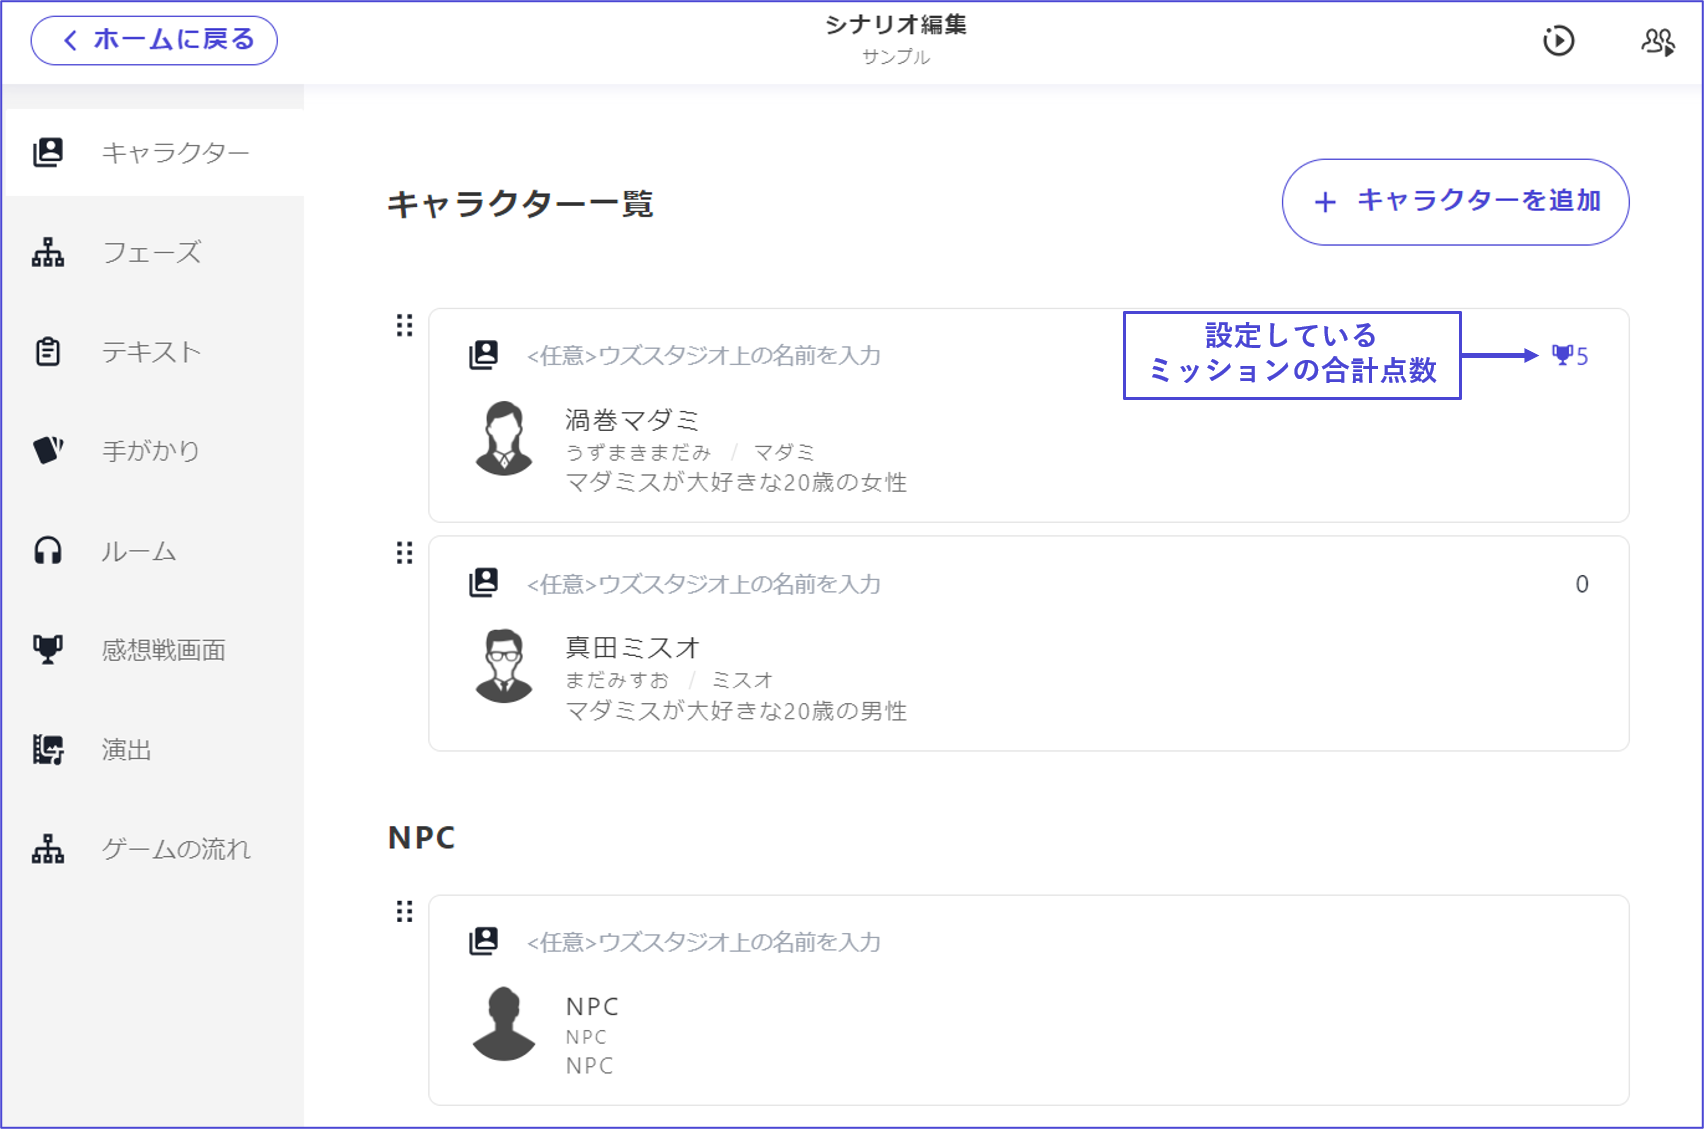 ホームに戻る
シナリオ編集
サンプル
キャラクター
フェーズ
テキスト
手がかり
ルーム
感想戦画面
演出
ゲームの流れ
キャラクター一覧
＋ キャラクターを追加
<任意>ウズスタジオ上の名前を入力
設定している
ミッションの合計点数
5
渦巻マダミ
うずまきまだみ / マダミ
マダミスが大好きな20歳の女性
<任意>ウズスタジオ上の名前を入力
0
真田ミスオ
まだみすお / ミスオ
マダミスが大好きな20歳の男性
NPC
<任意>ウズスタジオ上の名前を入力
NPC
NPC
NPC